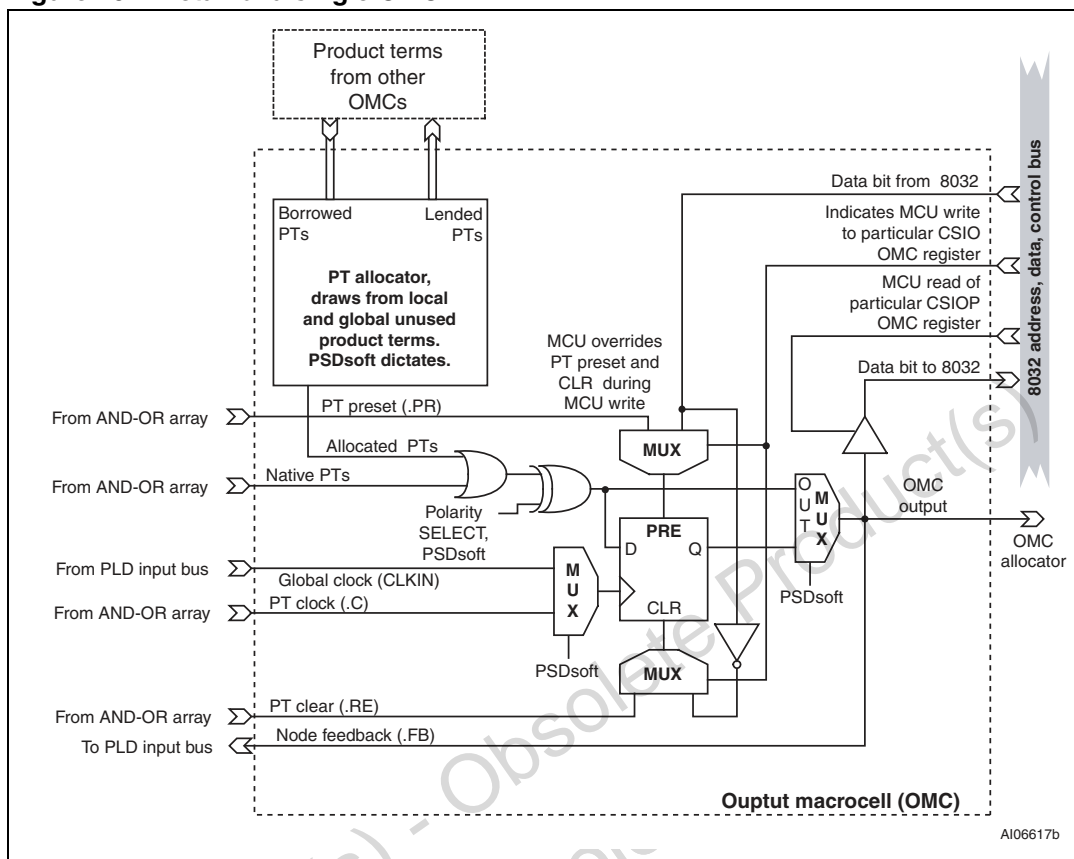 Product terms
from other
OMCs
Borrowed
PTs
Lended
PTs
PT allocator,
draws from local
and global unused
product terms.
PSDsoft dictates.
Data bit from 8032
Indicates MCU write
to particular CSIO
OMC register
MCU read of
particular CSIOP
OMC register
Data bit to 8032
8032 address, data, control bus
MCU overrides
PT preset and
CLR during
MCU write
From AND-OR array
PT preset (.PR)
MUX
Allocated PTs
From AND-OR array
Native PTs
Polarity
SELECT,
PSDsoft
PRE
D
Q
CLR
OUT
MUX
OMC
output
OMC
allocator
PSDsoft
From PLD input bus
Global clock (CLKIN)
From AND-OR array
PT clock (.C)
MUX
PSDsoft
MUX
From AND-OR array
PT clear (.RE)
To PLD input bus
Node feedback (.FB)
Ouptut macrocell (OMC)
AI06617b
(s) - Obsolete Product(s)